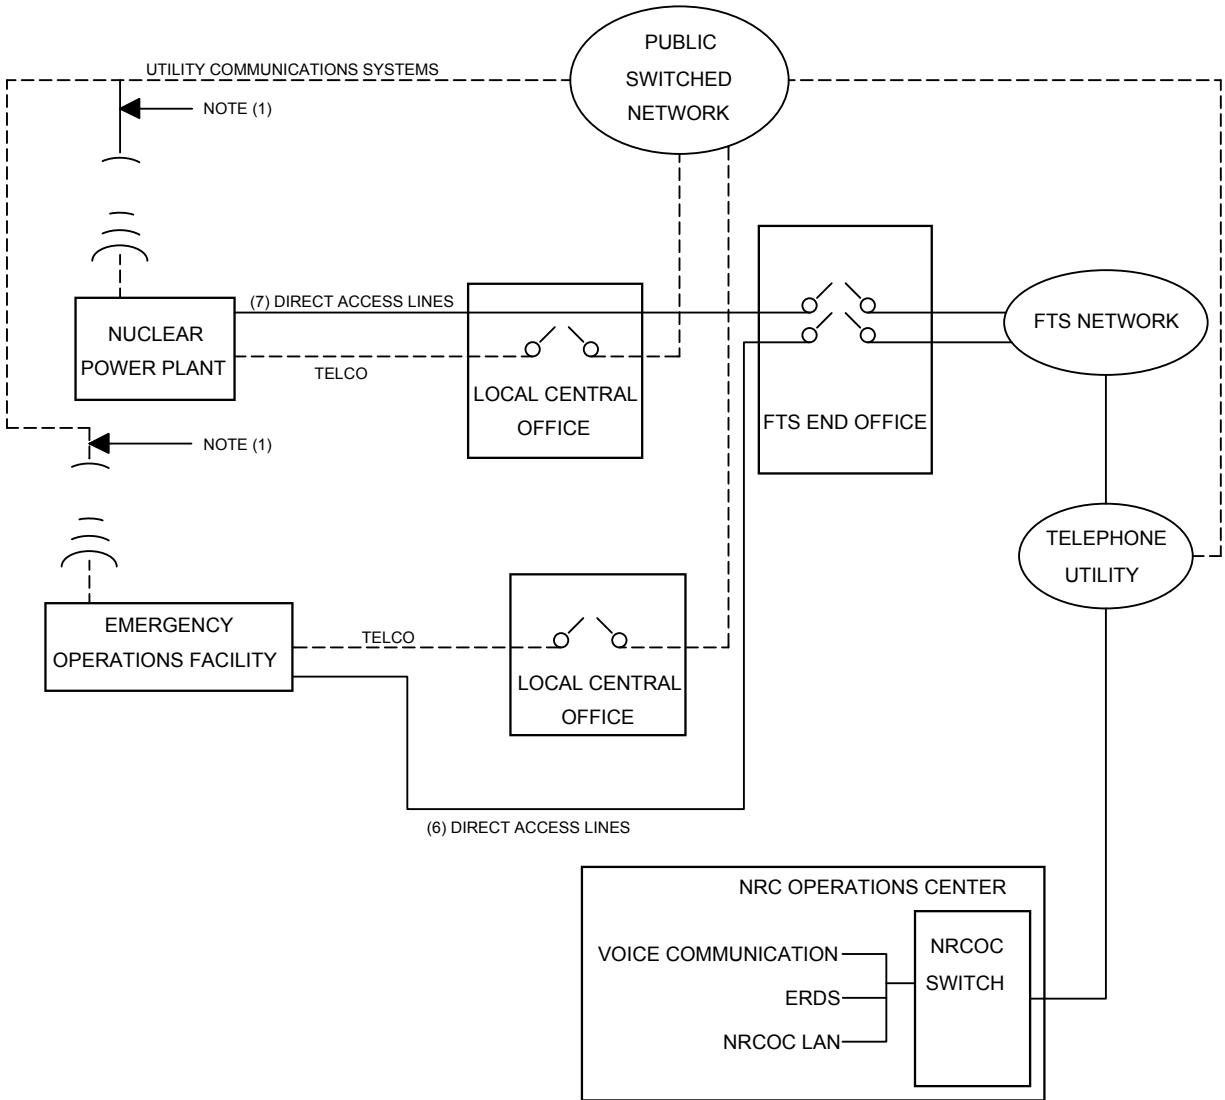 PUBLIC
SWITCHED
NETWORK
UTILITY COMMUNICATIONS SYSTEMS
NOTE (1)
(7) DIRECT ACCESS LINES
NUCLEAR
POWER PLANT
TELCO
LOCAL CENTRAL
OFFICE
FTS END OFFICE
FTS NETWORK
NOTE (1)
TELEPHONE
UTILITY
EMERGENCY
OPERATIONS FACILITY
TELCO
LOCAL CENTRAL
OFFICE
(6) DIRECT ACCESS LINES
NRC OPERATIONS CENTER
VOICE COMMUNICATION
ERDS
NRCOC LAN
NRCOC
SWITCH